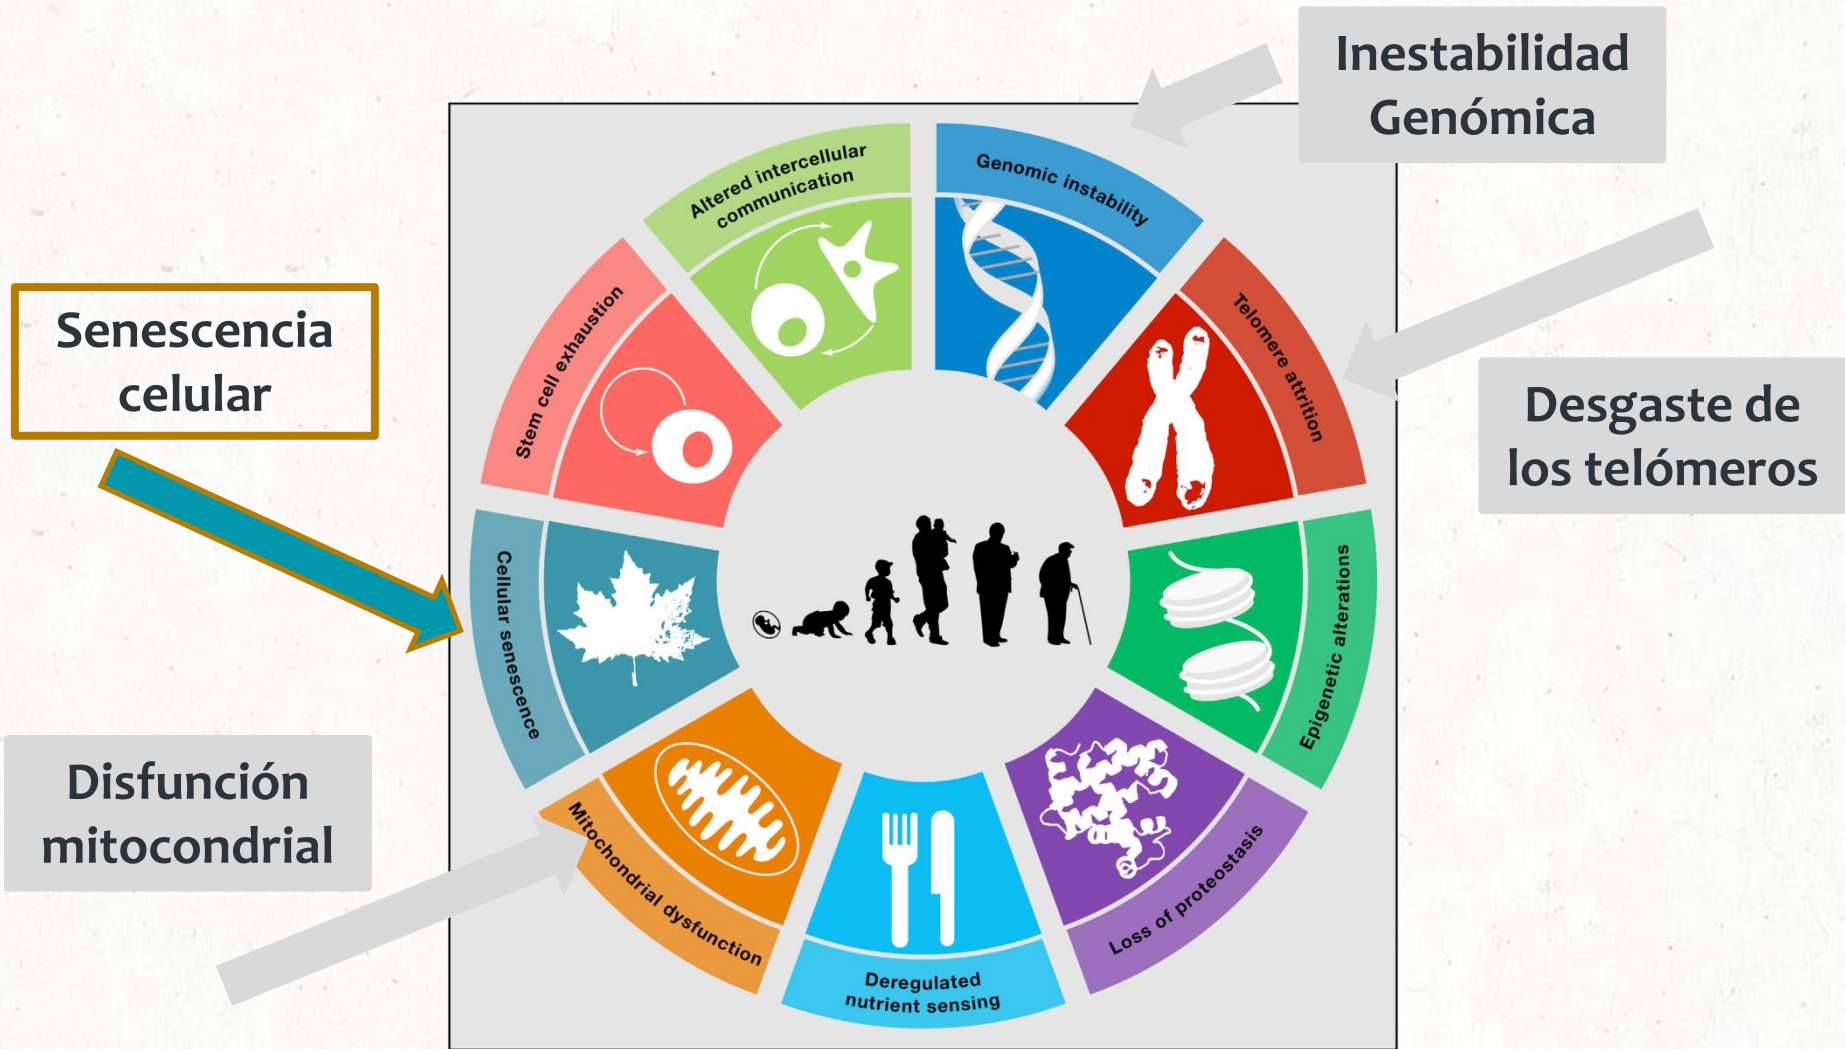 Inestabilidad
Genómica
Altered intercellular
communication
Genomic instability
Senescencia
celular
Stem cell exhaustion
Telomere attrition
Desgaste de
los telómeros
Cellular senescence
Epigenetic alterations
Disfunción
mitocondrial
Mitochondrial dysfunction
Loss of proteostasis
Deregulated
nutrient sensing